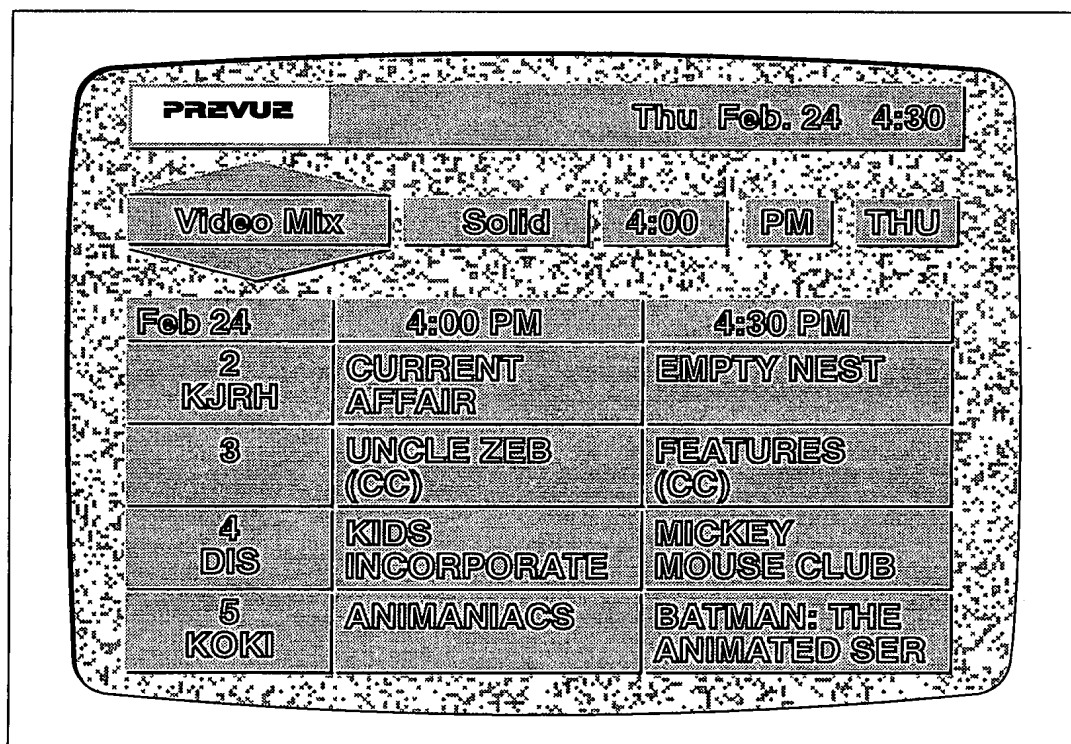 PREVUE Thu Feb. 24 4:30
Video Mix Solid 4:00 PM THU
Feb 24 4:00 PM 4:30 PM
2
KJRH
CURRENT
AFFAIR
EMPTY NEST
3
UNCLE ZEB
(CC)
FEATURES
(CC)
4
DIS
KIDS
INCORPORATE
MICKEY
MOUSE CLUB
5
KOKI
ANIMANIACS
BATMAN: THE
ANIMATED SER